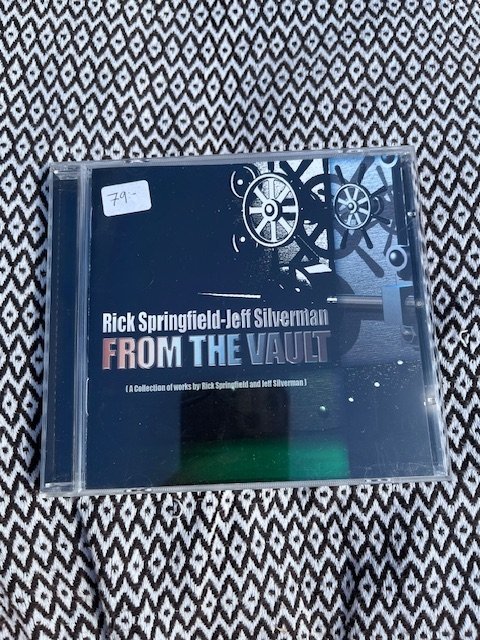 79.-
Rick Springfield-Jeff Silverman
FROM THE VAULT
( A Collection of works by Rick Springfield and Jeff Silverman )